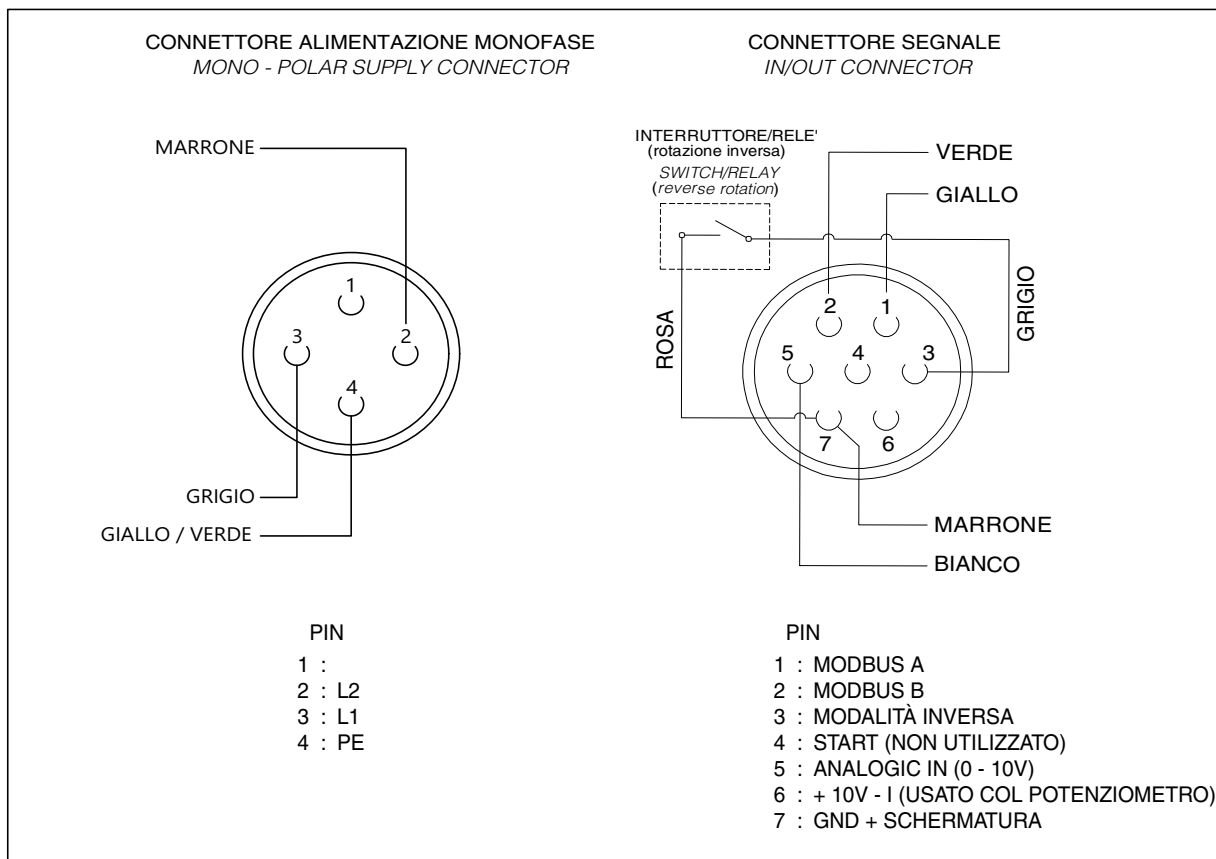 CONNETTORE ALIMENTAZIONE MONOFASE
MONO - POLAR SUPPLY CONNECTOR
MARRONE
1
3
2
4
GRIGIO
GIALLO / VERDE
PIN
1 :
2 : L2
3 : L1
4 : PE
CONNETTORE SEGNALE
IN/OUT CONNECTOR
INTERRUTTORE/RELE'
(rotazione inversa)
SWITCH/RELAY
(reverse rotation)
VERDE
GIALLO
ROSA
GRIGIO
2
1
5
4
3
7
6
MARRONE
BIANCO
PIN
1 : MODBUS A
2 : MODBUS B
3 : MODALITÀ INVERSA
4 : START (NON UTILIZZATO)
5 : ANALOGIC IN (0 - 10V)
6 : + 10V - I (USATO COL POTENZIOMETRO)
7 : GND + SCHERMATURA